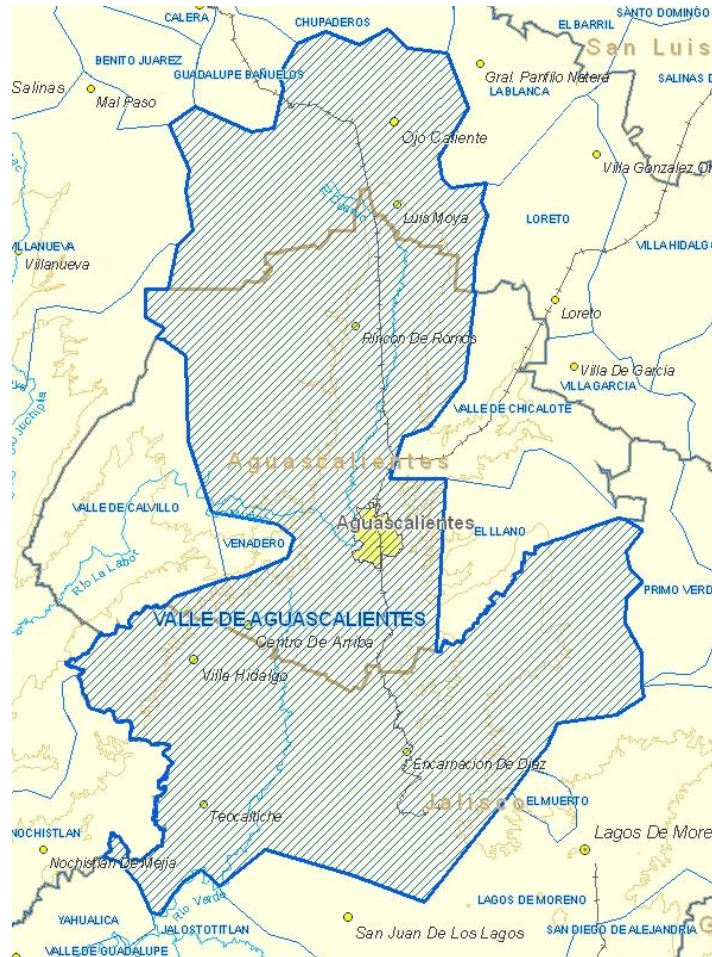 SANTO DOMINGO
CALERA
CHUPADEROS
EL BARRIL
San Luis
BENITO JUAREZ
GUADALUPE BAÑUELOS
Gral. Panfilo Natera
Salinas
Mal Paso
LA BLANCA
SALINAS D
Ojo Caliente
Villa Gonzalez
El Cuervo
Luis Moya
LORETO
VILLANUEVA
Villanueva
VILLA HIDALGO
Loreto
Rincon De Romos
Villa De Garcia
VILLA GARCIA
VALLE DE CHICALOTE
Juchipila
Aguascalientes
VALLE DE CALVILLO
Aguascalientes
EL LLANO
VENADERO
Rio La Labor
PRIMO VERD
VALLE DE AGUASCALIENTES
Centro De Arriba
Villa Hidalgo
Encarnacion De Diaz
Jalisco
EL MUERTO
Teocaltiche
NOCHISTLAN
Nochistlan De Mejia
Lagos De More
Rio Verde
LAGOS DE MORENO
YAHUALICA
JALOSTOTITLAN
San Juan De Los Lagos
SAN DIEGO DE ALEJANDRIA
VALLE DE GUADALUPE